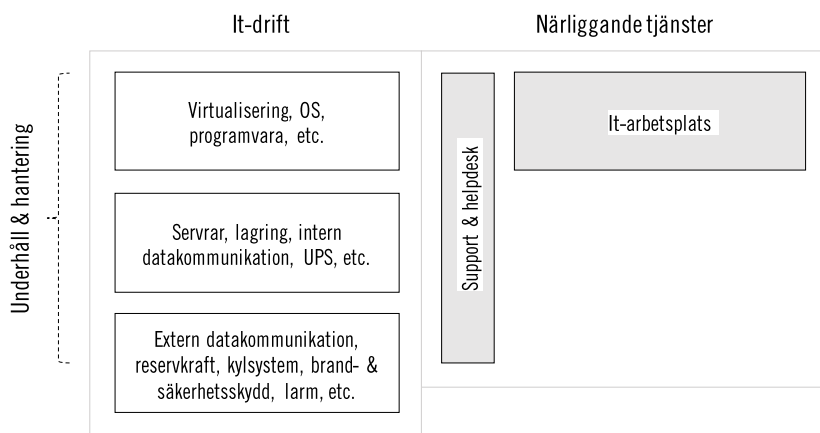 It-drift
Närliggande tjänster
Underhåll & hantering
Virtualisering, OS,
programvara, etc.
Servrar, lagring, intern
datakommunikation, UPS, etc.
Extern datakommunikation,
reservkraft, kylsystem, brand- &
säkerhetsskydd, larm, etc.
Support & helpdesk
It-arbetsplats